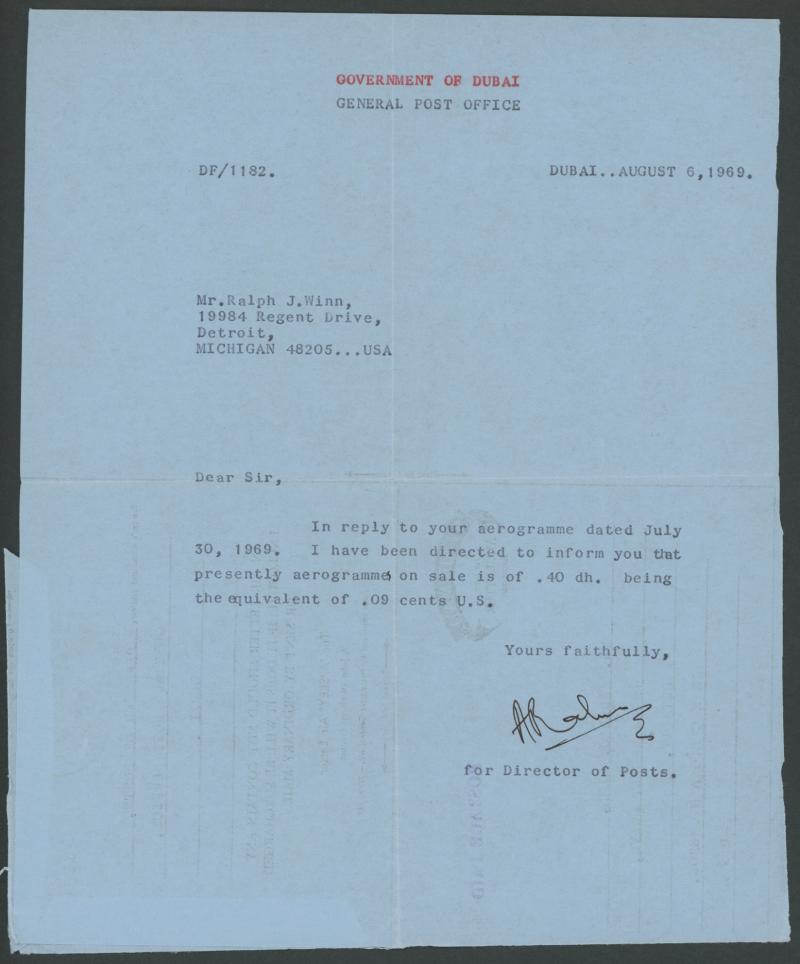 GOVERNMENT OF DUBAI
GENERAL POST OFFICE
DF/1182.
DUBAI..AUGUST 6,1969.
Mr.Ralph J.Winn,
19984 Regent Drive,
Detroit,
MICHIGAN 48205...USA
Dear Sir,
In reply to your aerogramme dated July
30, 1969. I have been directed to inform you that
presently aerogrammes on sale is of .40 dh. being
the equivalent of .09 cents U.S.
Yours faithfully,
for Director of Posts.